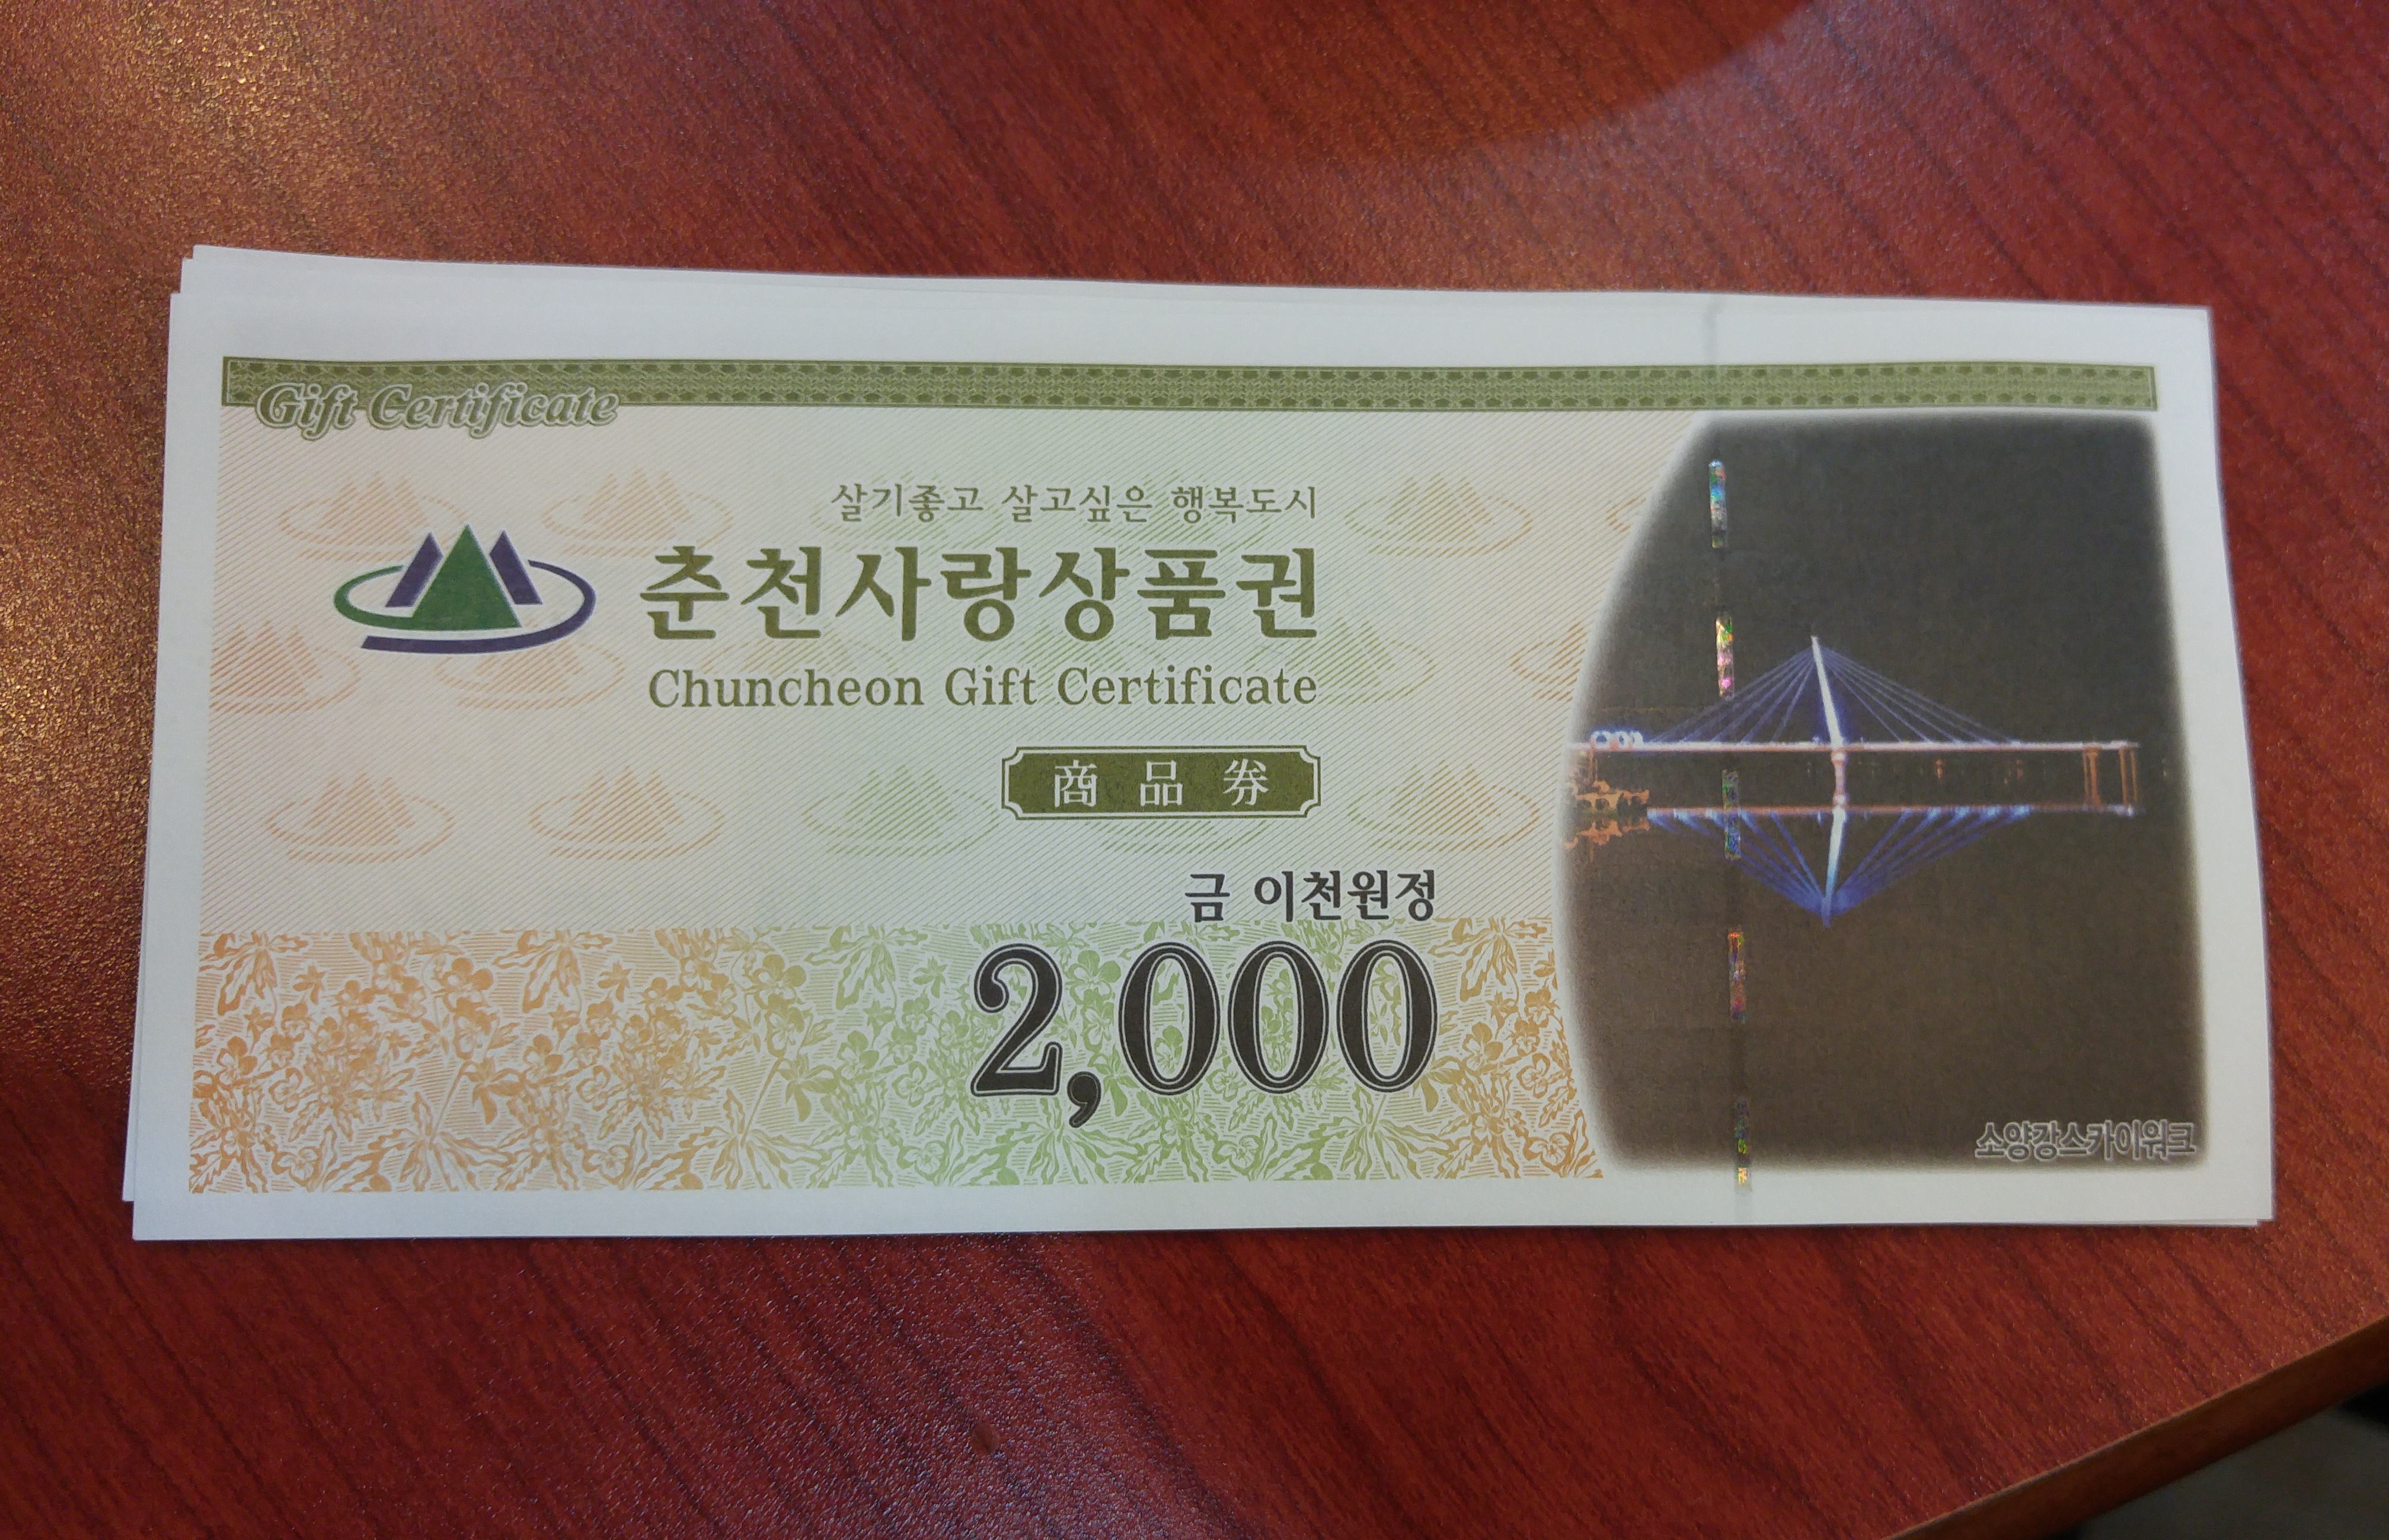 Gift Certificate
살기좋고 살고싶은 행복도시
춘천사랑상품권
Chuncheon Gift Certificate
商品券
금 이천원정
2,000
소양강스카이워크